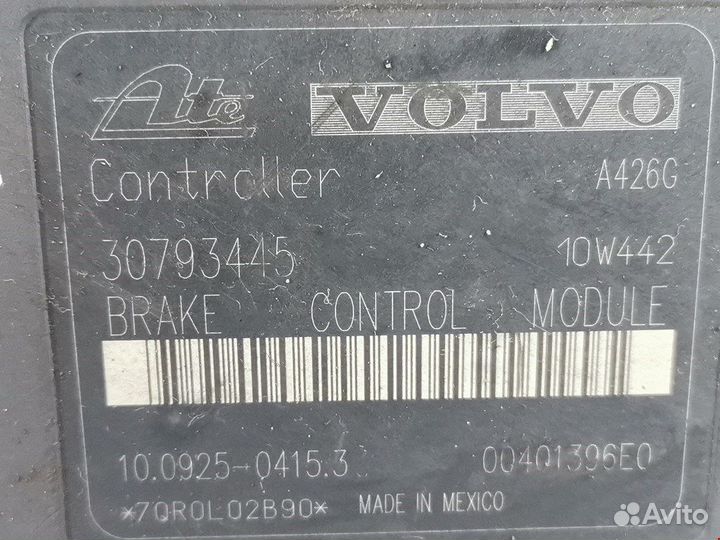 Ate VOLVO
Controller A426G
30793445 10W442
BRAKE CONTROL MODULE
10.0925-0415.3 00401396E0
*7QR0L02B90* MADE IN MEXICO
Avito